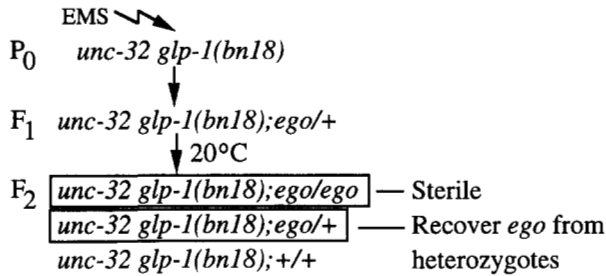 EMS
P0 unc-32 glp-1(bn18)
F1 unc-32 glp-1(bn18);ego/+
20°C
F2 unc-32 glp-1(bn18);ego/ego — Sterile
unc-32 glp-1(bn18);ego/+ — Recover ego from
unc-32 glp-1(bn18);+/+ heterozygotes